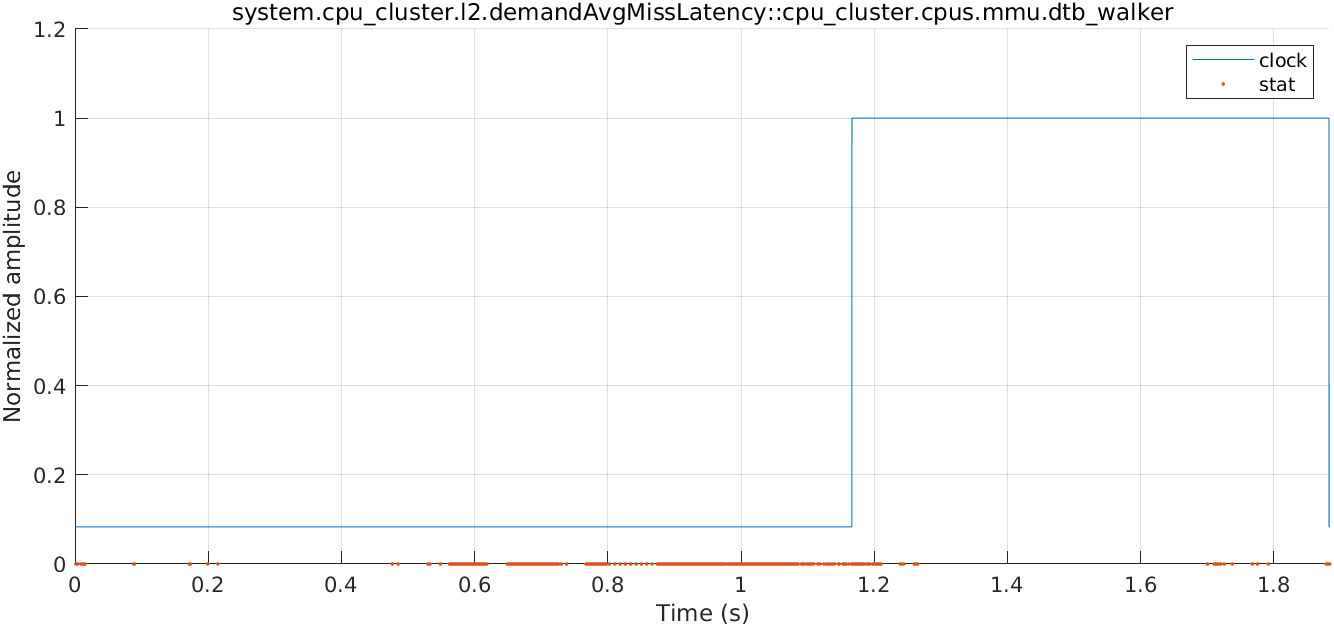 system.cpu_cluster.l2.demandAvgMissLatency::cpu_cluster.cpus.mmu.dtb_walker
clock
stat
Normalized amplitude
1.2
1
0.8
0.6
0.4
0.2
0
0 0.2 0.4 0.6 0.8 1 1.2 1.4 1.6 1.8
Time (s)